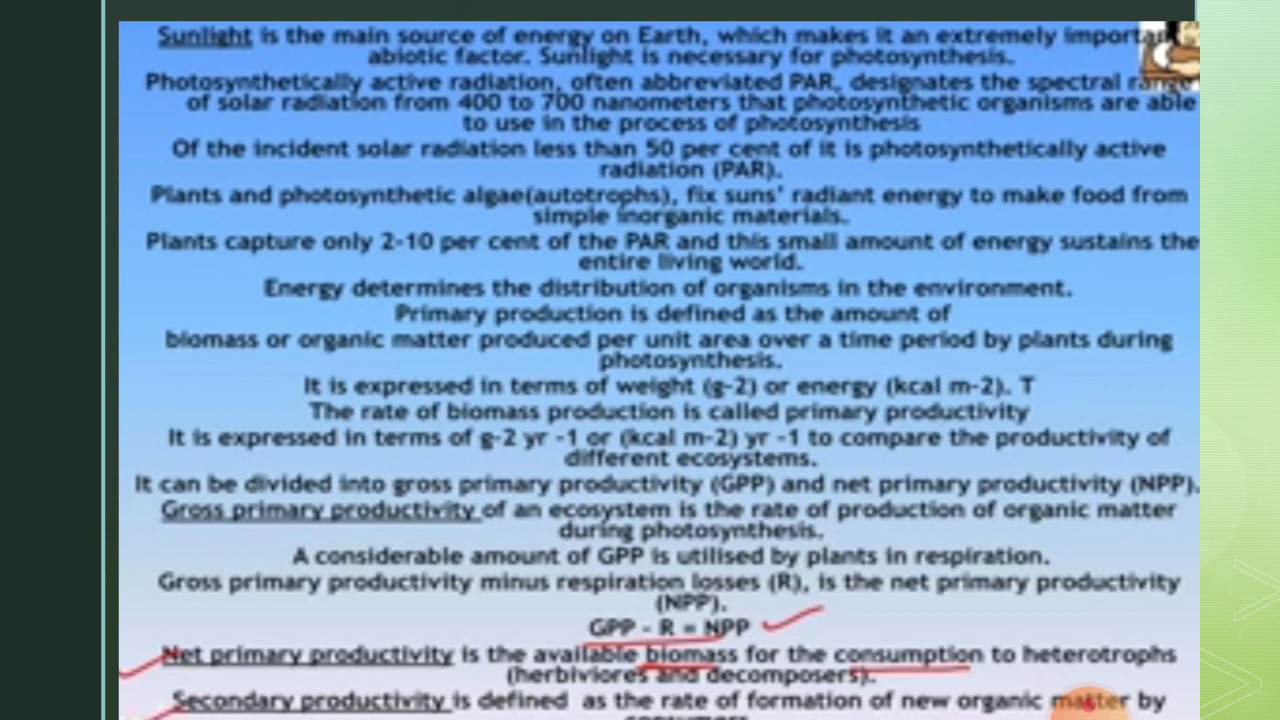 Sunlight is the main source of energy on Earth, which makes it an extremely important
abiotic factor. Sunlight is necessary for photosynthesis.
Photosynthetically active radiation, often abbreviated PAR, designates the spectral range
of solar radiation from 400 to 700 nanometers that photosynthetic organisms are able
to use in the process of photosynthesis
Of the incident solar radiation less than 50 per cent of it is photosynthetically active
radiation (PAR).
Plants and photosynthetic algae(autotrophs), fix suns' radiant energy to make food from
simple inorganic materials.
Plants capture only 2-10 per cent of the PAR and this small amount of energy sustains the
entire living world.
Energy determines the distribution of organisms in the environment.
Primary production is defined as the amount of
biomass or organic matter produced per unit area over a time period by plants during
photosynthesis.
It is expressed in terms of weight (g-2) or energy (kcal m-2). T
The rate of biomass production is called primary productivity
It is expressed in terms of g-2 yr -1 or (kcal m-2) yr -1 to compare the productivity of
different ecosystems.
It can be divided into gross primary productivity (GPP) and net primary productivity (NPP).
Gross primary productivity of an ecosystem is the rate of production of organic matter
during photosynthesis.
A considerable amount of GPP is utilised by plants in respiration.
Gross primary productivity minus respiration losses (R), is the net primary productivity
(NPP).
GPP - R = NPP
Net primary productivity is the available biomass for the consumption to heterotrophs
(herbiviores and decomposers).
Secondary productivity is defined as the rate of formation of new organic matter by